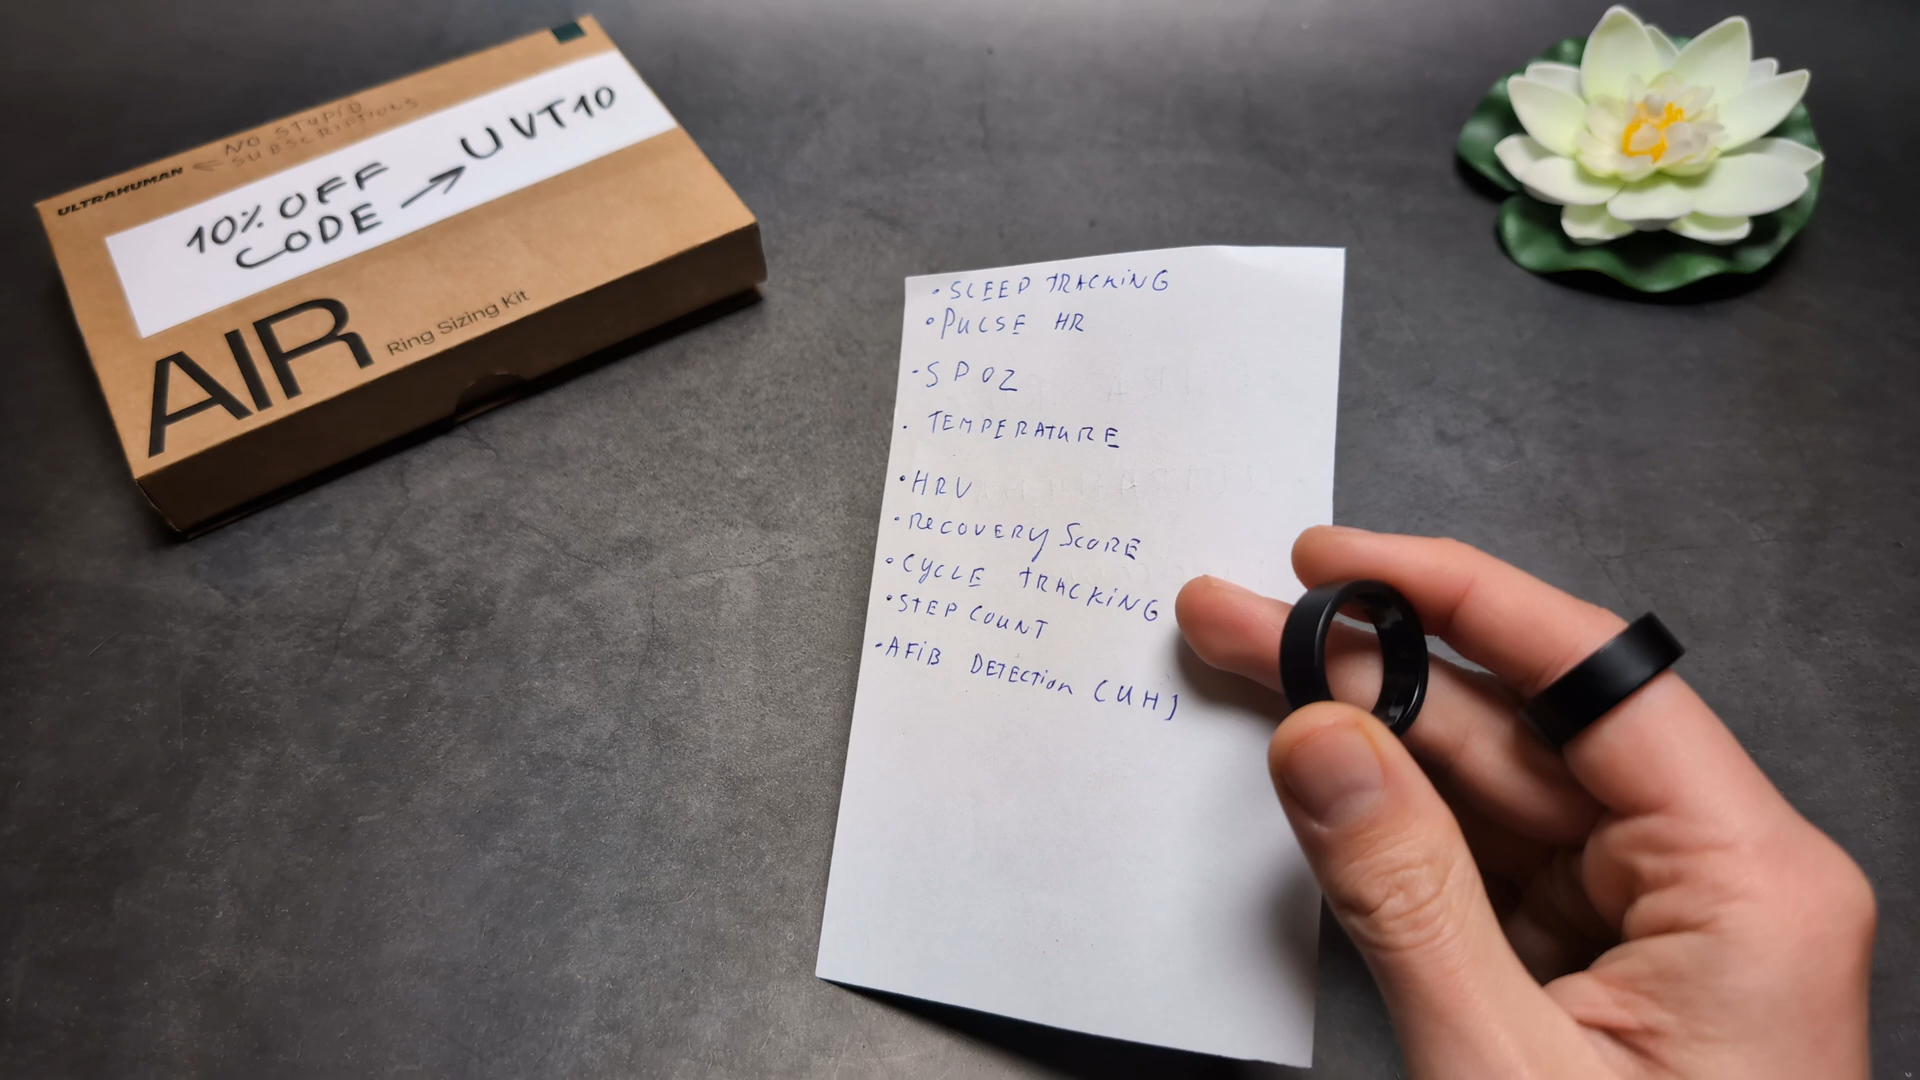 ULTRAHUMAN
NO STUPID
SUBSCRIPTIONS
10% OFF
CODE → UVT10
AIR
Ring Sizing Kit
• SLEEP TRACKING
• PULSE HR
• SPO2
• TEMPERATURE
• HRV
• RECOVERY SCORE
• CYCLE TRACKING
• STEP COUNT
• AFiB DETECTION (UH)